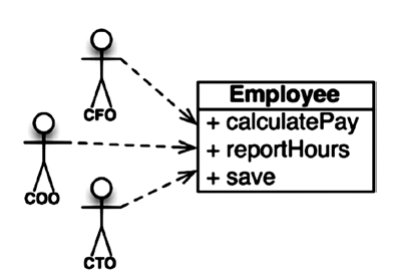 CFO
COO
CTO
Employee
+ calculatePay
+ reportHours
+ save